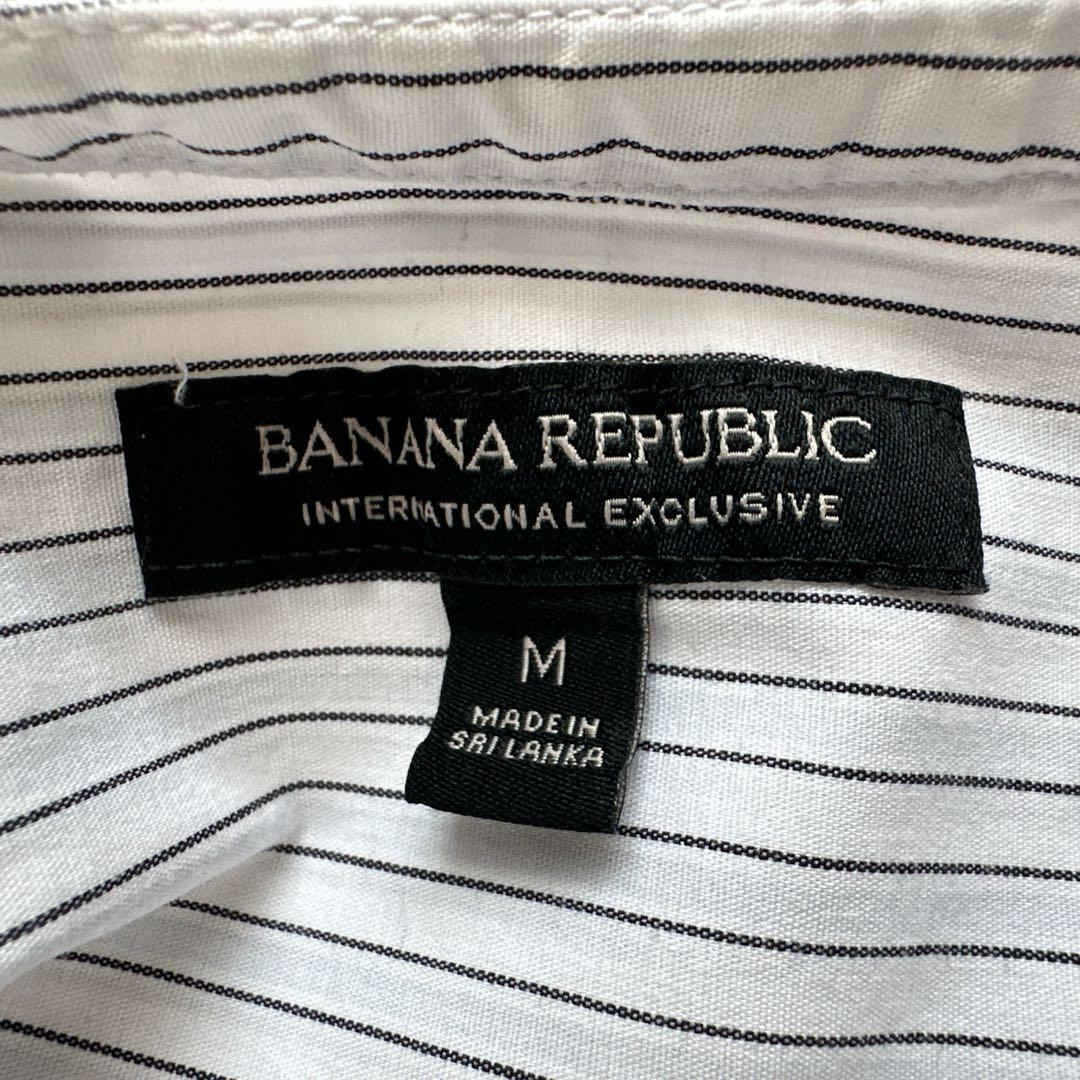 BANANA REPUBLIC
INTERNATIONAL EXCLUSIVE
M
MADE IN
SRI LANKA